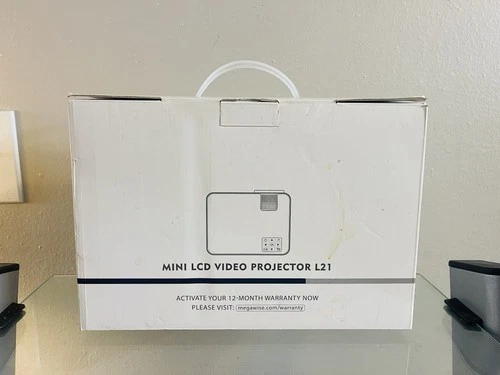 MINI LCD VIDEO PROJECTOR L21
ACTIVATE YOUR 12-MONTH WARRANTY NOW
PLEASE VISIT: megawise.com/warranty